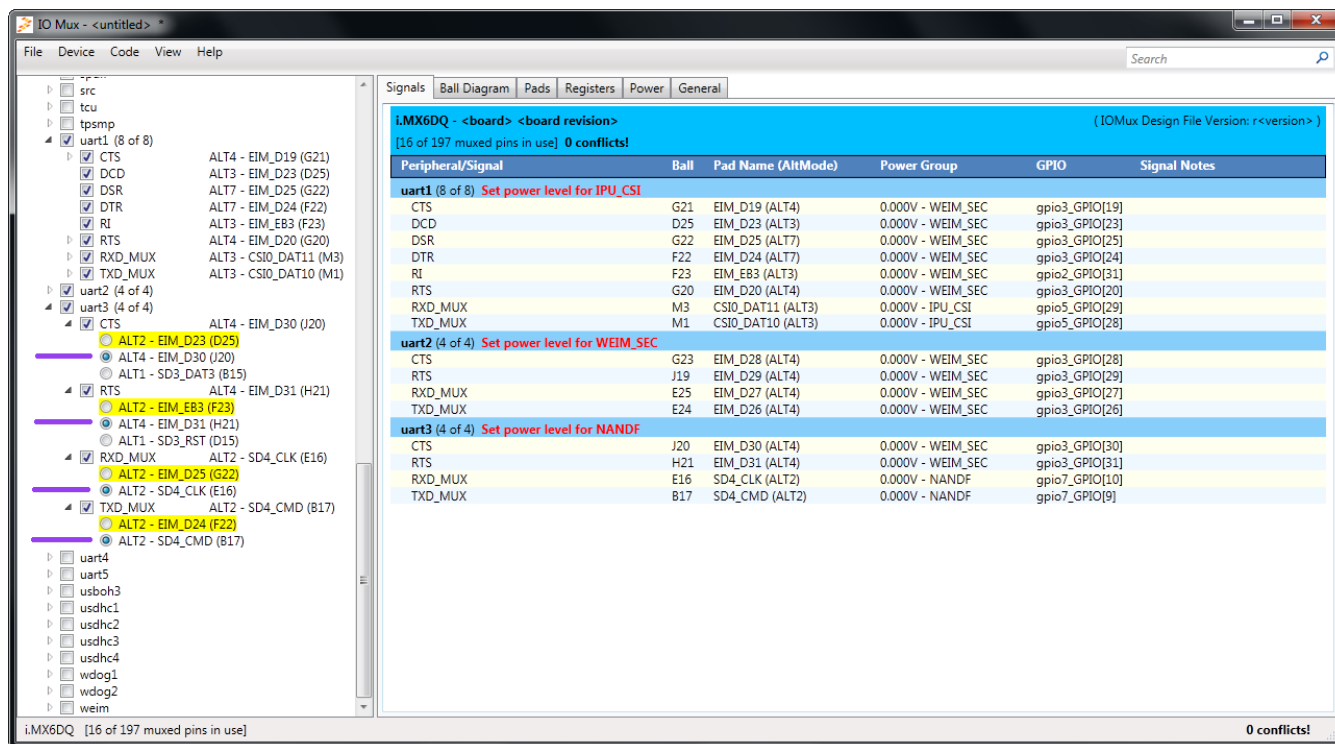 IO Mux - <untitled> *
File Device Code View Help
Search
src
tcu
tpsmp
uart1 (8 of 8)
CTS ALT4 - EIM_D19 (G21)
DCD ALT3 - EIM_D23 (D25)
DSR ALT7 - EIM_D25 (G22)
DTR ALT7 - EIM_D24 (F22)
RI ALT3 - EIM_EB3 (F23)
RTS ALT4 - EIM_D20 (G20)
RXD_MUX ALT3 - CSI0_DAT11 (M3)
TXD_MUX ALT3 - CSI0_DAT10 (M1)
uart2 (4 of 4)
uart3 (4 of 4)
CTS ALT4 - EIM_D30 (J20)
ALT2 - EIM_D23 (D25)
ALT4 - EIM_D30 (J20)
ALT1 - SD3_DAT3 (B15)
RTS ALT4 - EIM_D31 (H21)
ALT2 - EIM_EB3 (F23)
ALT4 - EIM_D31 (H21)
ALT1 - SD3_RST (D15)
RXD_MUX ALT2 - SD4_CLK (E16)
ALT2 - EIM_D25 (G22)
ALT2 - SD4_CLK (E16)
TXD_MUX ALT2 - SD4_CMD (B17)
ALT2 - EIM_D24 (F22)
ALT2 - SD4_CMD (B17)
uart4
uart5
usboh3
usdhc1
usdhc2
usdhc3
usdhc4
wdog1
wdog2
weim
Signals Ball Diagram Pads Registers Power General
i.MX6DQ - <board> <board revision> ( IOMux Design File Version: r<version> )
[16 of 197 muxed pins in use] 0 conflicts!
Peripheral/Signal Ball Pad Name (AltMode) Power Group GPIO Signal Notes
uart1 (8 of 8) Set power level for IPU_CSI
CTS G21 EIM_D19 (ALT4) 0.000V - WEIM_SEC gpio3_GPIO[19]
DCD D25 EIM_D23 (ALT3) 0.000V - WEIM_SEC gpio3_GPIO[23]
DSR G22 EIM_D25 (ALT7) 0.000V - WEIM_SEC gpio3_GPIO[25]
DTR F22 EIM_D24 (ALT7) 0.000V - WEIM_SEC gpio3_GPIO[24]
RI F23 EIM_EB3 (ALT3) 0.000V - WEIM_SEC gpio2_GPIO[31]
RTS G20 EIM_D20 (ALT4) 0.000V - WEIM_SEC gpio3_GPIO[20]
RXD_MUX M3 CSI0_DAT11 (ALT3) 0.000V - IPU_CSI gpio5_GPIO[29]
TXD_MUX M1 CSI0_DAT10 (ALT3) 0.000V - IPU_CSI gpio5_GPIO[28]
uart2 (4 of 4) Set power level for WEIM_SEC
CTS G23 EIM_D28 (ALT4) 0.000V - WEIM_SEC gpio3_GPIO[28]
RTS J19 EIM_D29 (ALT4) 0.000V - WEIM_SEC gpio3_GPIO[29]
RXD_MUX E25 EIM_D27 (ALT4) 0.000V - WEIM_SEC gpio3_GPIO[27]
TXD_MUX E24 EIM_D26 (ALT4) 0.000V - WEIM_SEC gpio3_GPIO[26]
uart3 (4 of 4) Set power level for NANDF
CTS J20 EIM_D30 (ALT4) 0.000V - WEIM_SEC gpio3_GPIO[30]
RTS H21 EIM_D31 (ALT4) 0.000V - WEIM_SEC gpio3_GPIO[31]
RXD_MUX E16 SD4_CLK (ALT2) 0.000V - NANDF gpio7_GPIO[10]
TXD_MUX B17 SD4_CMD (ALT2) 0.000V - NANDF gpio7_GPIO[9]
i.MX6DQ [16 of 197 muxed pins in use] 0 conflicts!